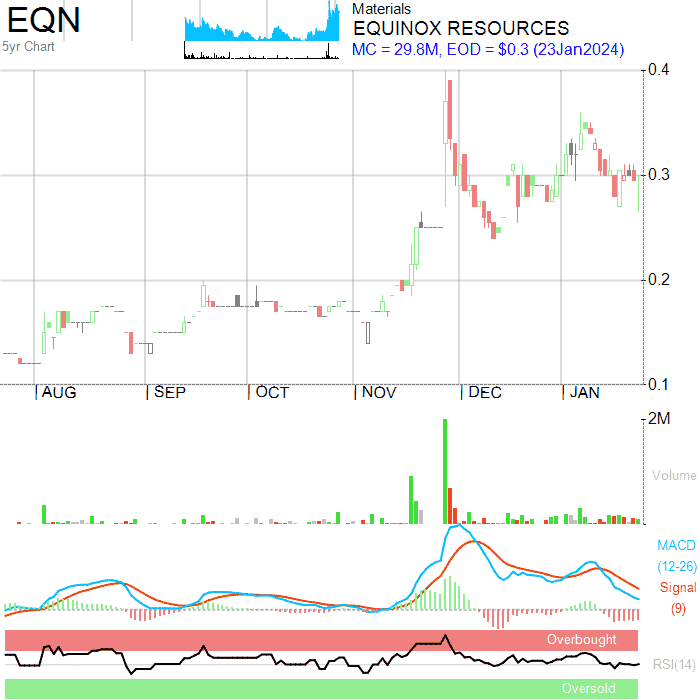 EQN
5yr Chart
Materials
EQUINOX RESOURCES
MC = 29.8M, EOD = $0.3 (23Jan2024)
0.4
0.3
0.2
0.1
AUG SEP OCT NOV DEC JAN
2M
Volume
MACD
(12-26)
Signal
(9)
Overbought
RSI(14)
Oversold